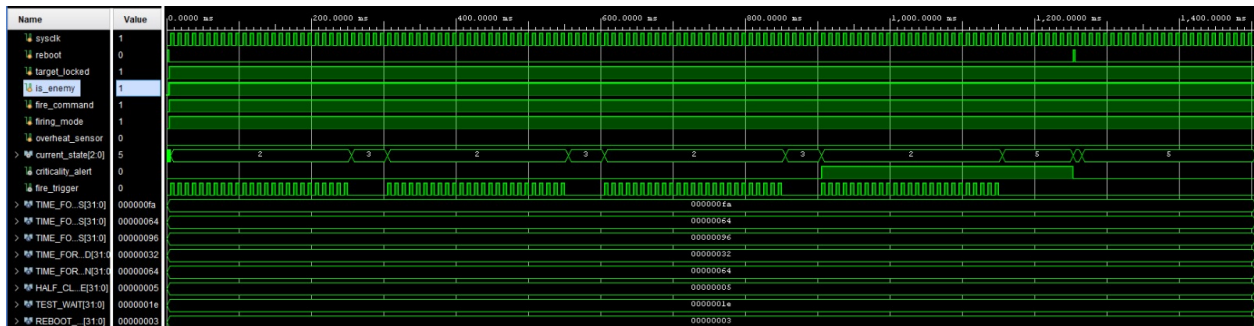 Name Value 0.0000 ms 200.0000 ms 400.0000 ms 600.0000 ms 800.0000 ms 1,000.0000 ms 1,200.0000 ms 1,400.0000 ms
sysclk 1
reboot 0
target_locked 1
is_enemy 1
fire_command 1
firing_mode 1
overheat_sensor 0
current_state[2:0] 5 2 3 2 3 2 3 2 5 5
criticality_alert 0
fire_trigger 0
TIME_FO...S[31:0] 000000fa 000000fa
TIME_FO...S[31:0] 00000064 00000064
TIME_FO...S[31:0] 00000096 00000096
TIME_FOR...D[31:0 00000032 00000032
TIME_FOR...N[31:0 00000064 00000064
HALF_CL...E[31:0] 00000005 00000005
TEST_WAIT[31:0] 0000001e 0000001e
REBOOT_...[31:0] 00000003 00000003